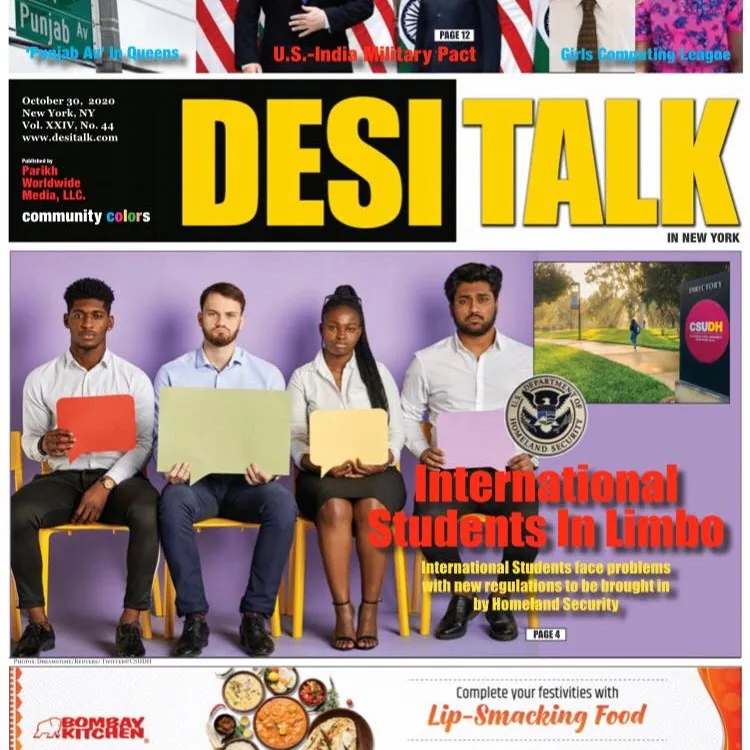 Punjab Av
'Punjab Av' In Queens
PAGE 12
U.S.-India Military Pact
Girls Computing League
October 30, 2020
New York, NY
Vol. XXIV, No. 44
www.desitalk.com
Published by
Parikh
Worldwide
Media, LLC.
community colors
DESI TALK
IN NEW YORK
DIRECTORY
CSUDH
U.S. DEPARTMENT OF
HOMELAND SECURITY
International
Students In Limbo
International Students face problems
with new regulations to be brought in
by Homeland Security
PAGE 4
PHOTOS: DREAMSTIME/REUTERS/ TWITTER@CSUDH
BOMBAY
KITCHEN®
Complete your festivities with
Lip-Smacking Food